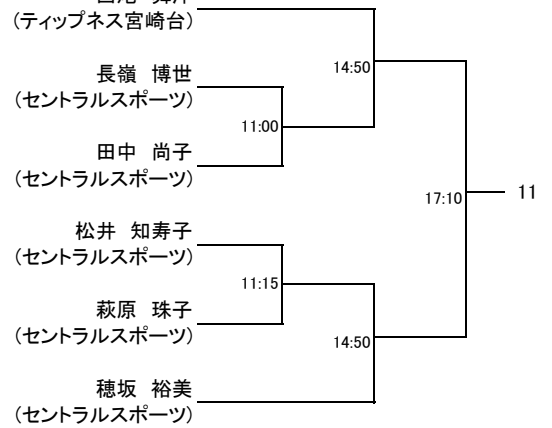 (ティップネス宮崎台)
14:50
長嶺 博世
(セントラルスポーツ)
11:00
田中 尚子
(セントラルスポーツ)
17:10
11
松井 知寿子
(セントラルスポーツ)
11:15
萩原 珠子
(セントラルスポーツ)
14:50
穂坂 裕美
(セントラルスポーツ)